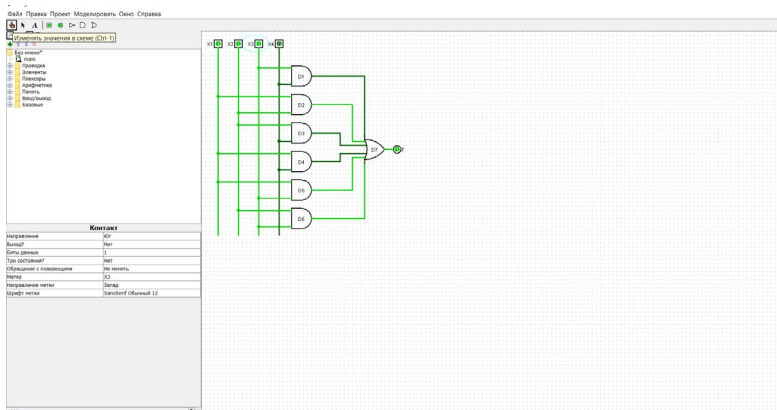 Файл Правка Проект Моделировать Окно Справка
A
Изменять значения в схеме (Ctrl-1)
Без имени*
main
Проводка
Элементы
Плексоры
Арифметика
Память
Ввод/вывод
Базовые
X1 X2 X3 X4
D1
D2
D3
D4
D5
D6
D7
F
Контакт
Направление Юг
Выход? Нет
Биты данных 1
Три состояния? Нет
Обращение с плавающими Не менять
Метка X3
Направление метки Запад
Шрифт метки SansSerif Обычный 12